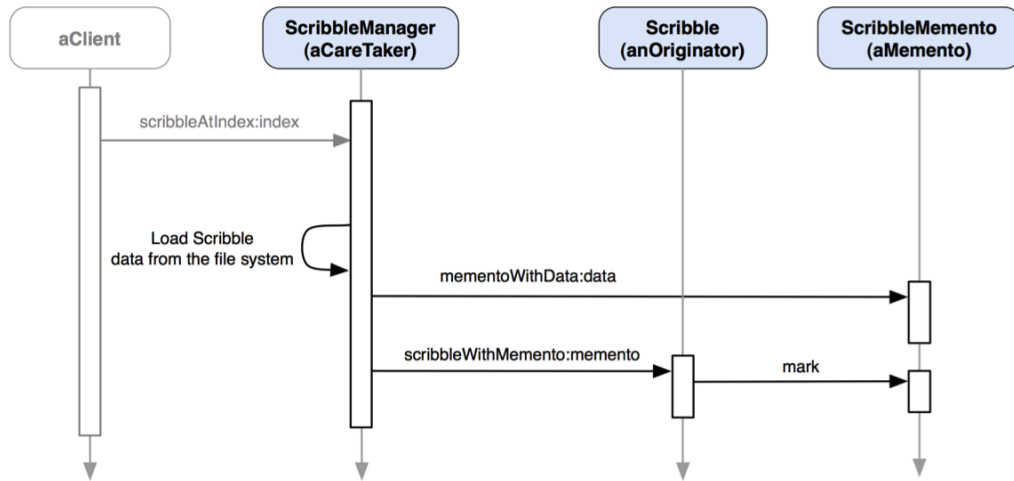 aClient
ScribbleManager
(aCareTaker)
Scribble
(anOriginator)
ScribbleMemento
(aMemento)
scribbleAtIndex:index
Load Scribble
data from the file system
mementoWithData:data
scribbleWithMemento:memento
mark